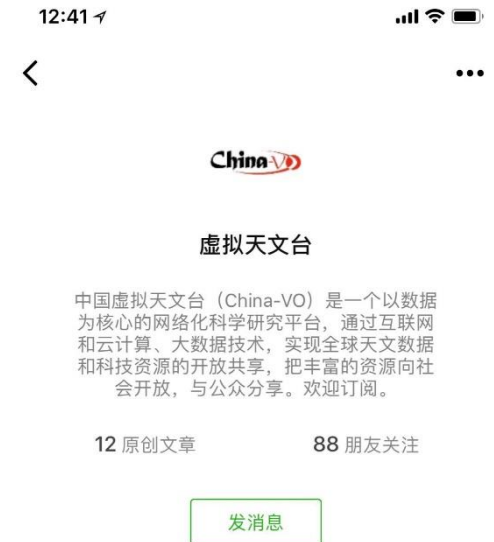 12:41
China-VO
虚拟天文台
中国虚拟天文台（China-VO）是一个以数据
为核心的网络化科学研究平台，通过互联网
和云计算、大数据技术，实现全球天文数据
和科技资源的开放共享，把丰富的资源向社
会开放，与公众分享。欢迎订阅。
12 原创文章 88 朋友关注
发消息